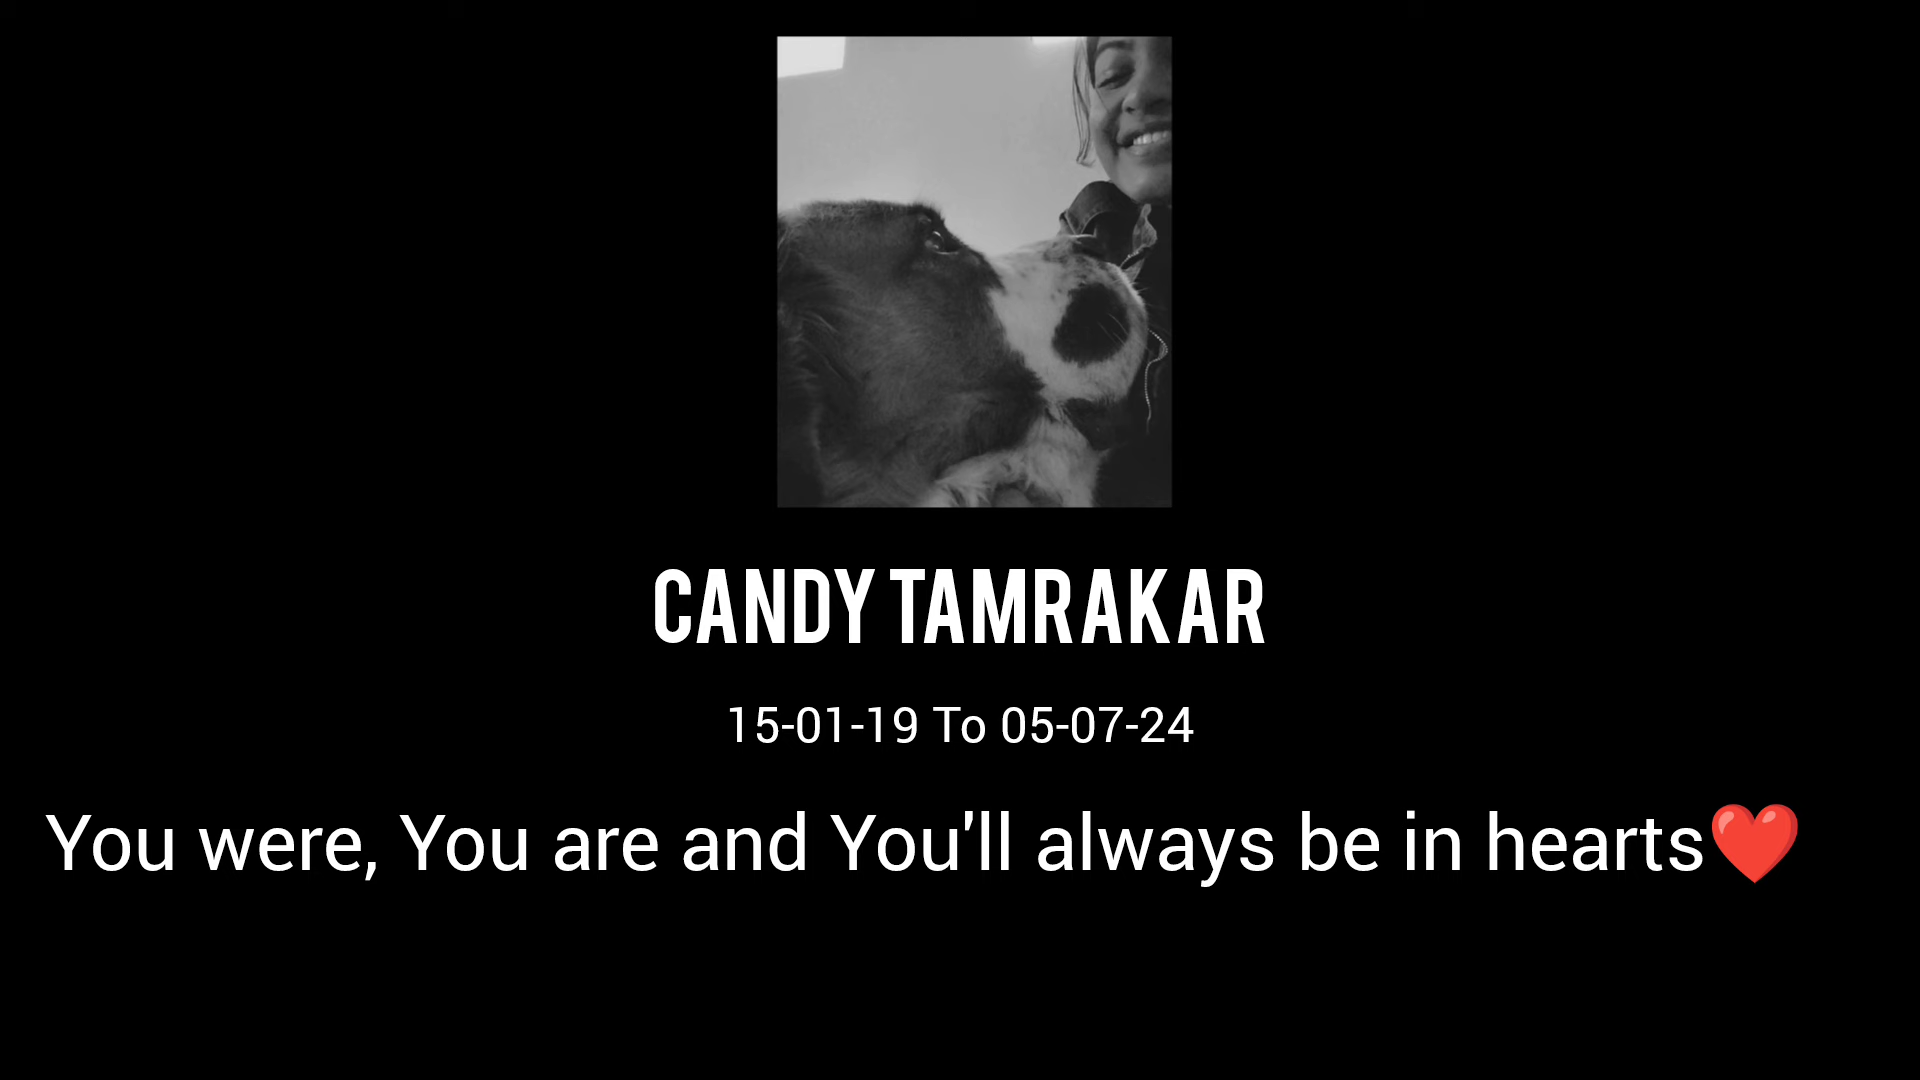 CANDY TAMRAKAR
15-01-19 To 05-07-24
You were, You are and You'll always be in hearts❤️